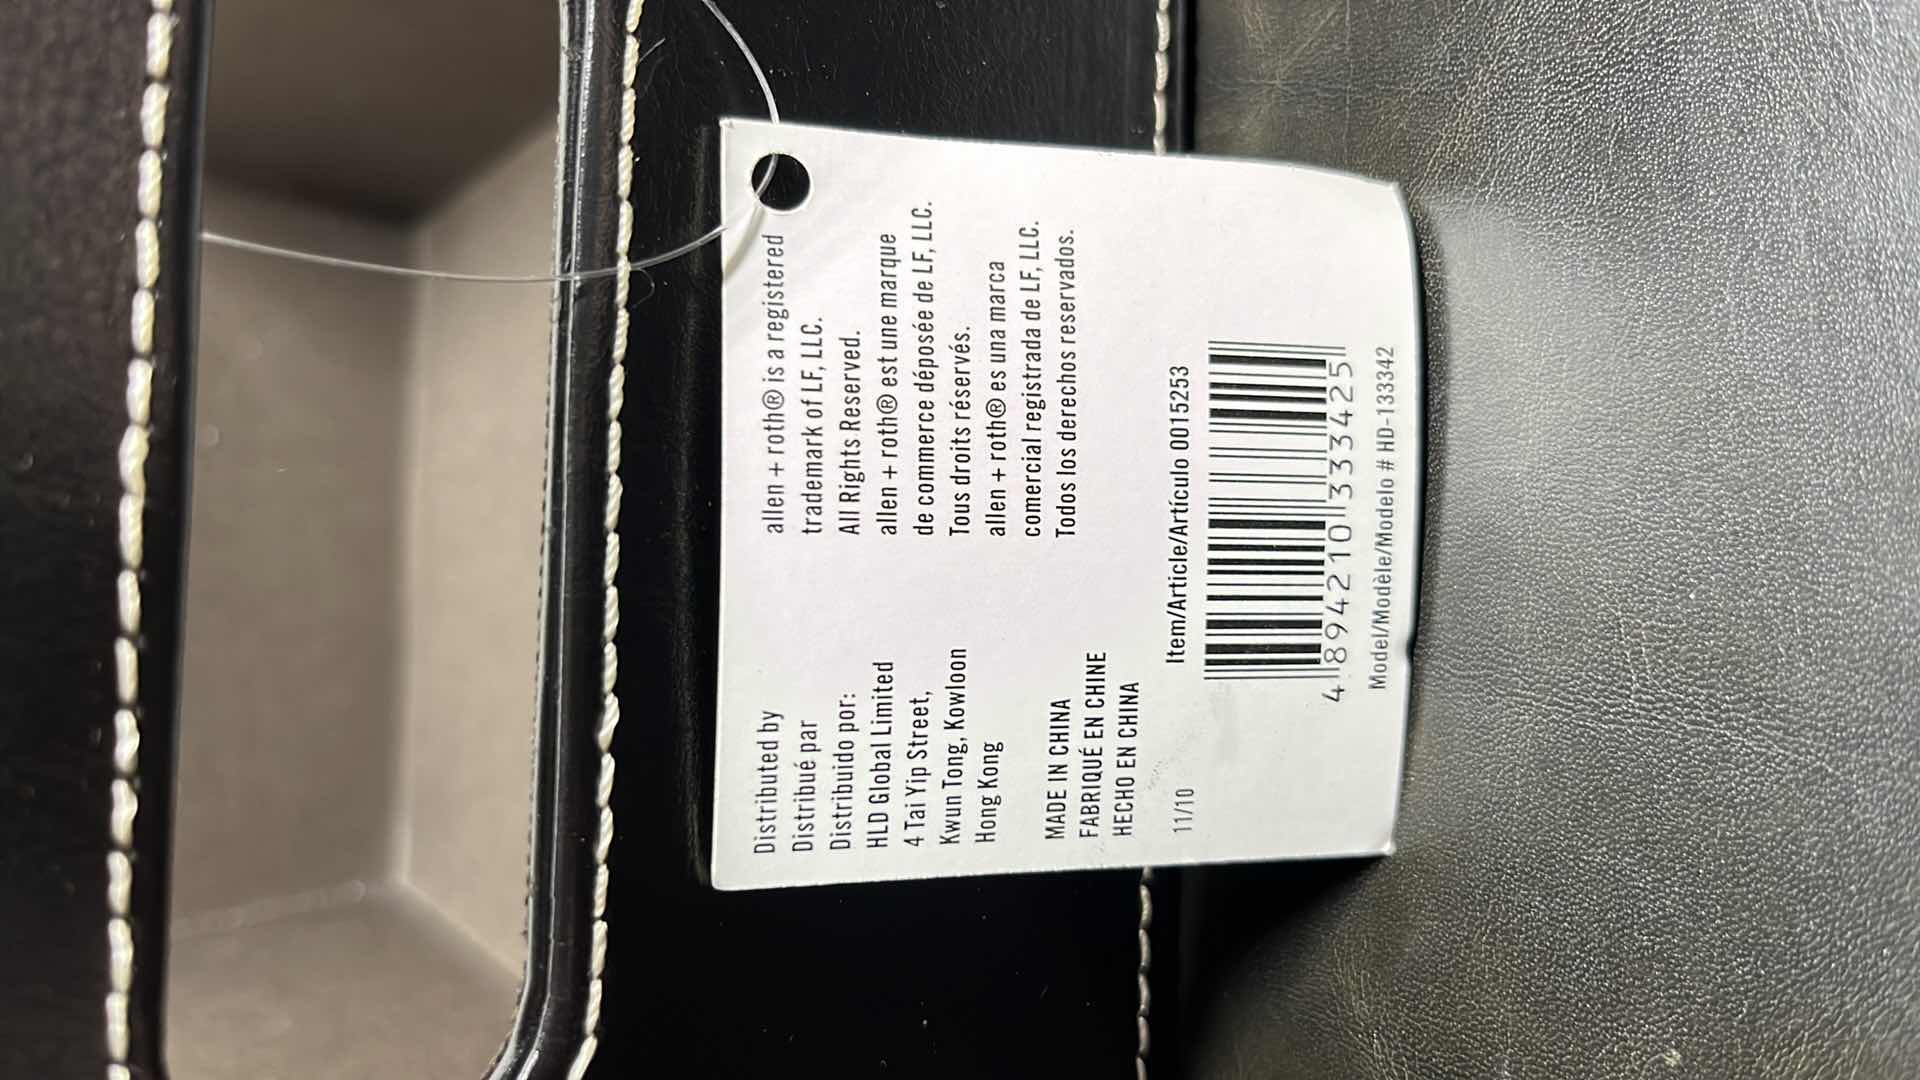 Distributed by
Distribué par
Distribuido por:
HLD Global Limited
4 Tai Yip Street,
Kwun Tong, Kowloon
Hong Kong
MADE IN CHINA
FABRIQUÉ EN CHINE
HECHO EN CHINA
11/10
allen + roth® is a registered
trademark of LF, LLC.
All Rights Reserved.
allen + roth® est une marque
de commerce déposée de LF, LLC.
Tous droits réservés.
allen + roth® es una marca
comercial registrada de LF, LLC.
Todos los derechos reservados.
Item/Article/Artículo 0015253
4 894210 333425
Model/Modèle/Modelo # HD-133342